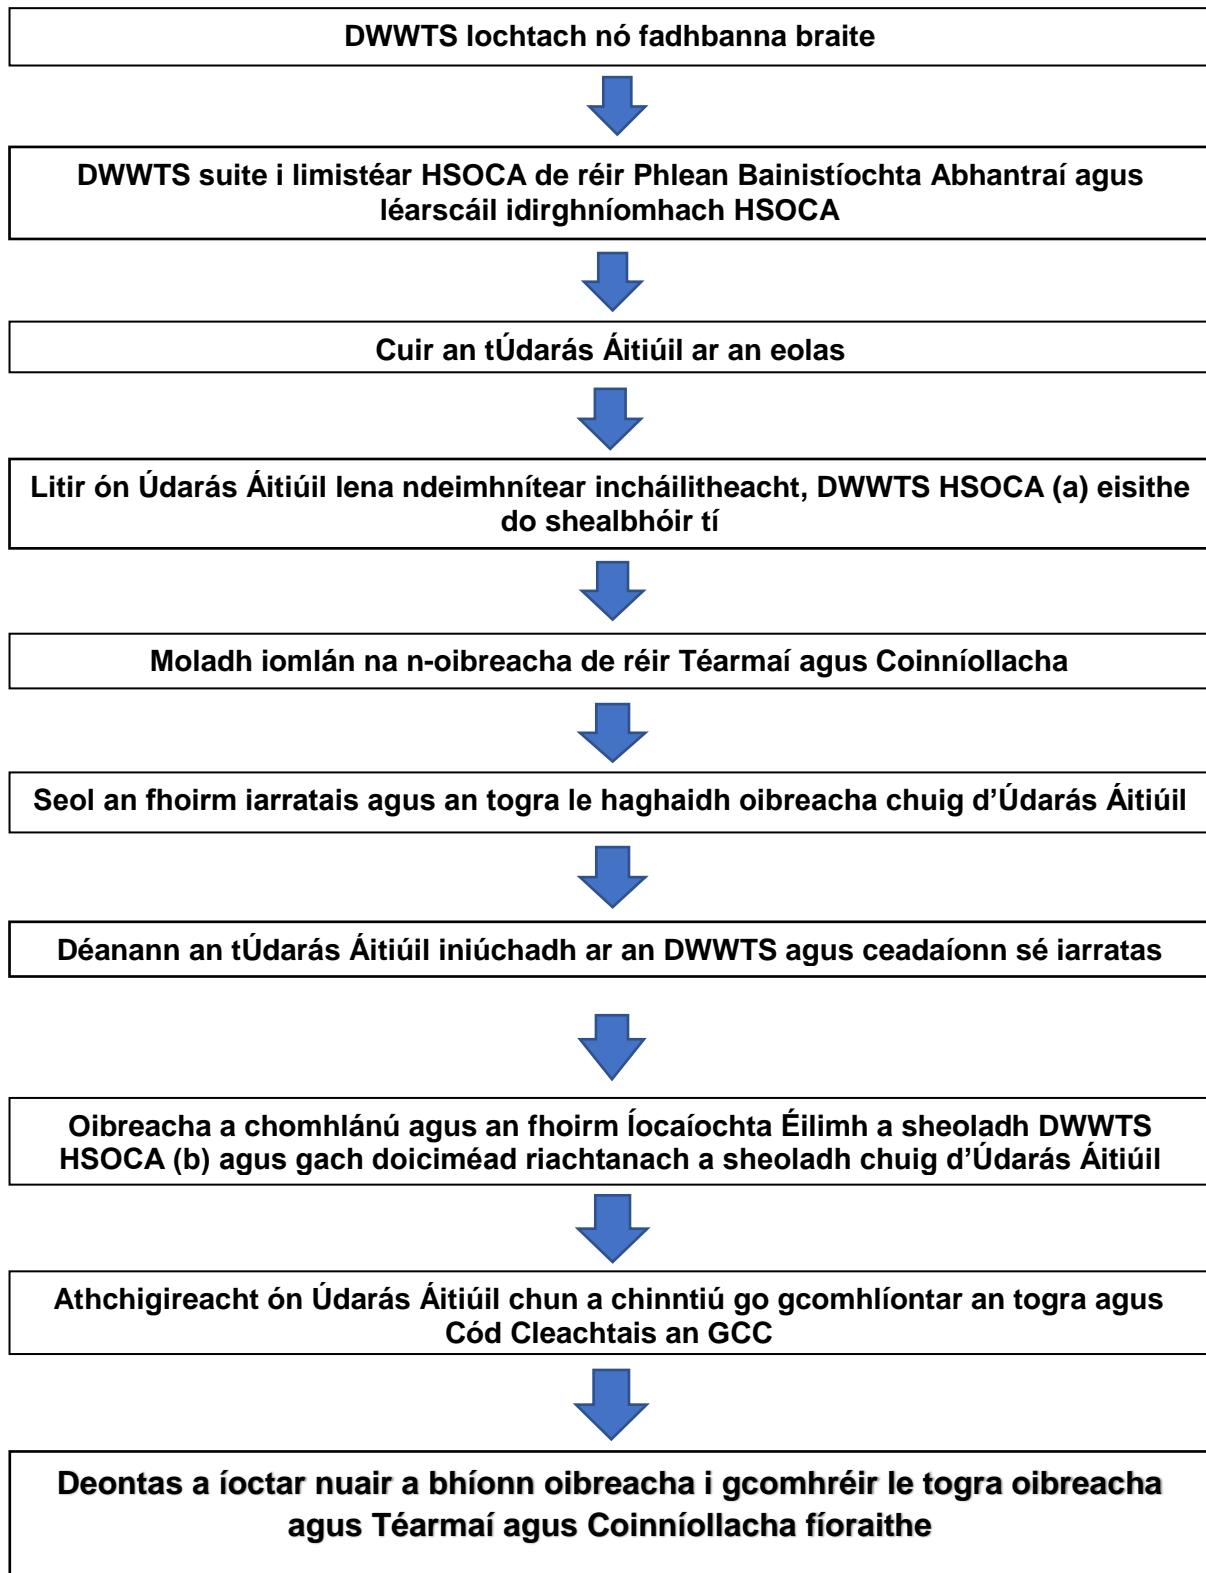 DWWTS lochtach nó fadhbanna braite
DWWTS suite i limistéar HSOCA de réir Phlean Bainistíochta Abhantraí agus
léarscáil idirghníomhach HSOCA
Cuir an tÚdarás Áitiúil ar an eolas
Litir ón Údarás Áitiúil lena ndeimhnítear incháilitheacht, DWWTS HSOCA (a) eisithe
do shealbhóir tí
Moladh iomlán na n-oibreacha de réir Téarmaí agus Coinníollacha
Seol an fhoirm iarratais agus an togra le haghaidh oibreacha chuig d'Údarás Áitiúil
Déanann an tÚdarás Áitiúil iniúchadh ar an DWWTS agus ceadaíonn sé iarratas
Oibreacha a chomhlánú agus an fhoirm Íocaíochta Éilimh a sheoladh DWWTS
HSOCA (b) agus gach doiciméad riachtanach a sheoladh chuig d'Údarás Áitiúil
Athchigireacht ón Údarás Áitiúil chun a chinntiú go gcomhlíontar an togra agus
Cód Cleachtais an GCC
Deontas a íoctar nuair a bhíonn oibreacha i gcomhréir le togra oibreacha
agus Téarmaí agus Coinníollacha fíoraithe